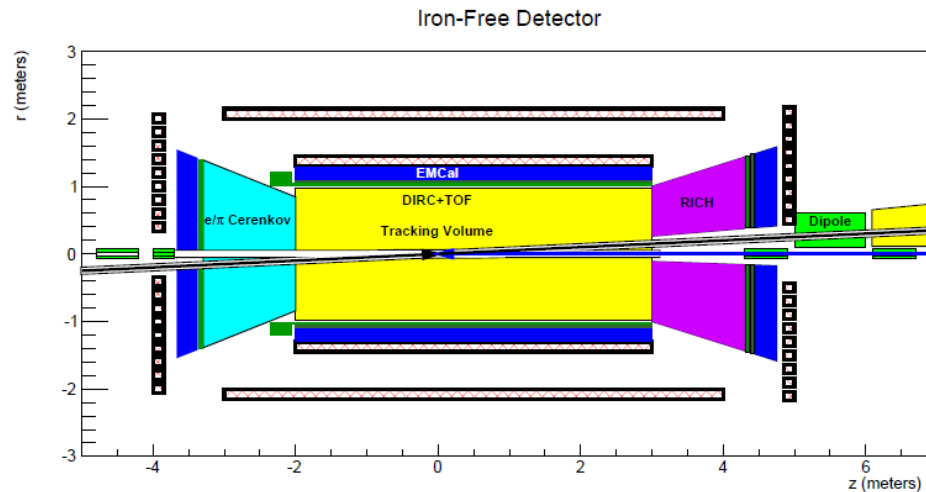 Iron-Free Detector
r (meters)
3
2
1
0
-1
-2
-3
EMCal
DIRC+TOF
e/π Cerenkov
RICH
Dipole
Tracking Volume
-4
-2
0
2
4
6
z (meters)